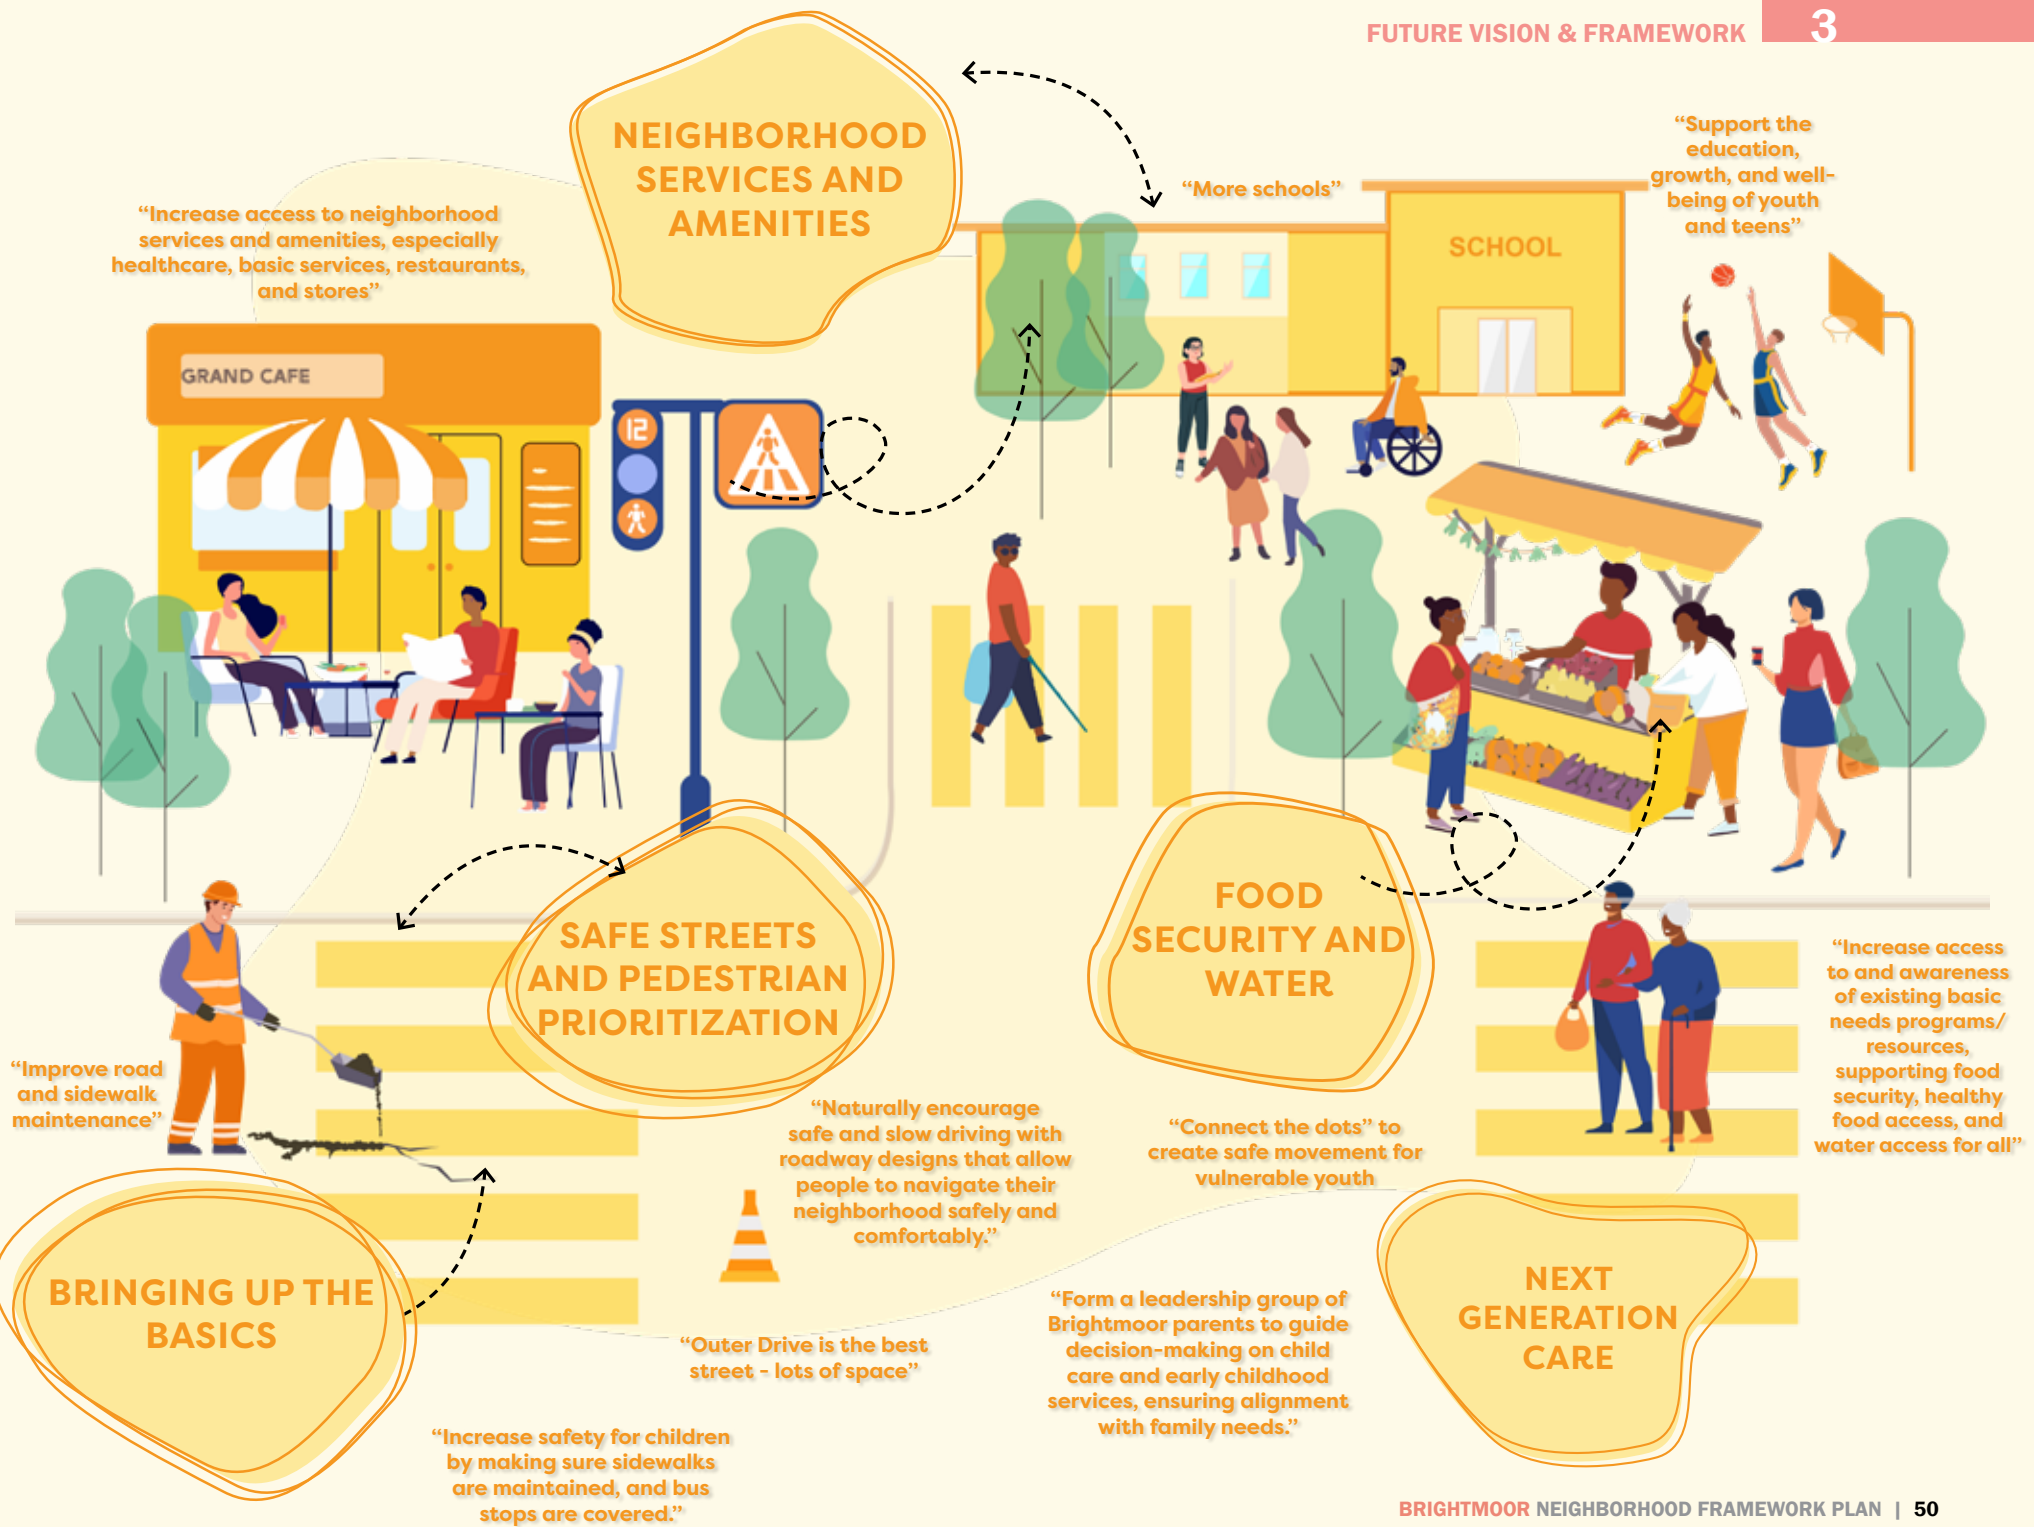 FUTURE VISION & FRAMEWORK
3
NEIGHBORHOOD
SERVICES AND
AMENITIES
“Support the
education,
growth, and well-
being of youth
and teens”
“More schools”
“Increase access to neighborhood
services and amenities, especially
healthcare, basic services, restaurants,
and stores”
SCHOOL
GRAND CAFE
12
SAFE STREETS
AND PEDESTRIAN
PRIORITIZATION
FOOD
SECURITY AND
WATER
“Increase access
to and awareness
of existing basic
needs programs/
resources,
supporting food
security, healthy
food access, and
water access for all”
“Improve road
and sidewalk
maintenance”
“Naturally encourage
safe and slow driving with
roadway designs that allow
people to navigate their
neighborhood safely and
comfortably.”
“Connect the dots” to
create safe movement for
vulnerable youth
BRINGING UP THE
BASICS
NEXT
GENERATION
CARE
“Form a leadership group of
Brightmoor parents to guide
decision-making on child
care and early childhood
services, ensuring alignment
with family needs.”
“Outer Drive is the best
street - lots of space”
“Increase safety for children
by making sure sidewalks
are maintained, and bus
stops are covered.”
BRIGHTMOOR NEIGHBORHOOD FRAMEWORK PLAN | 50